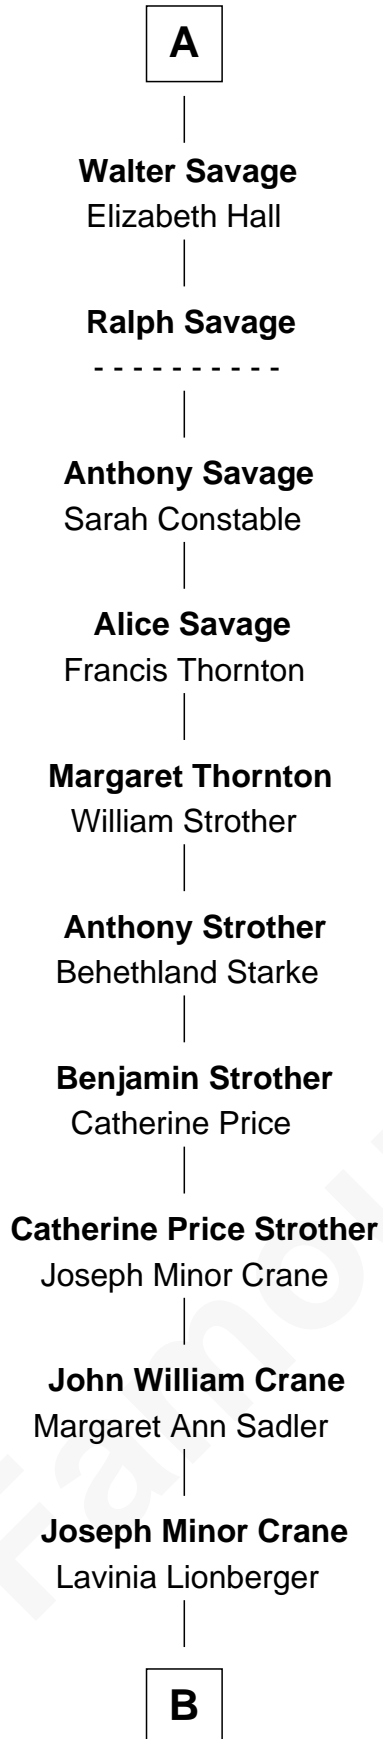 A
Walter Savage
Elizabeth Hall
Ralph Savage
- - - - - - - - - -
Anthony Savage
Sarah Constable
Alice Savage
Francis Thornton
Margaret Thornton
William Strother
Anthony Strother
Behethland Starke
Benjamin Strother
Catherine Price
Catherine Price Strother
Joseph Minor Crane
John William Crane
Margaret Ann Sadler
Joseph Minor Crane
Lavinia Lionberger
B